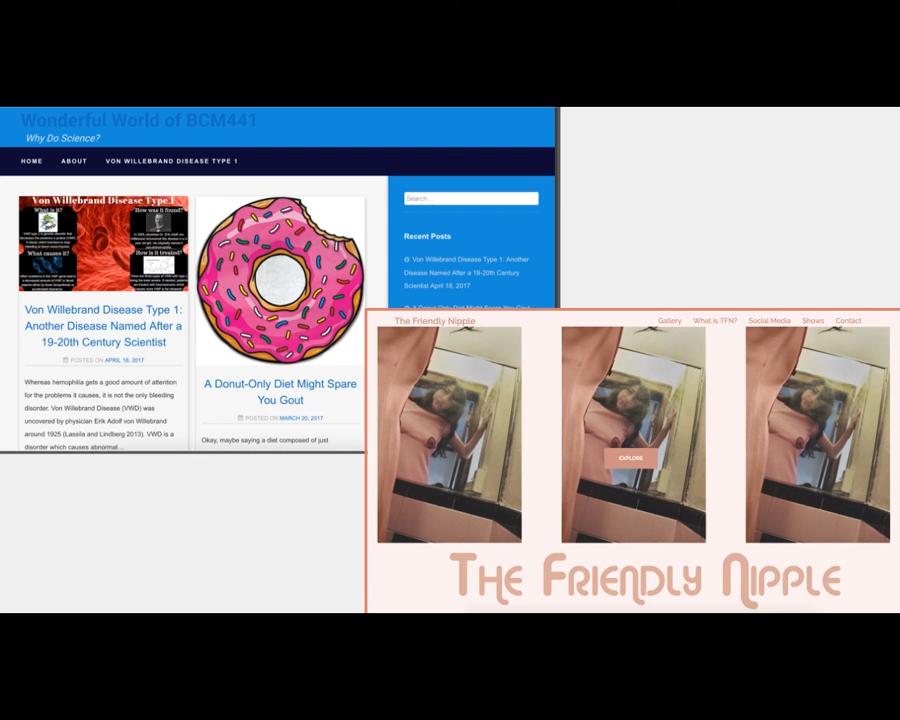 Wonderful World of BCM441
Why Do Science?
HOME ABOUT VON WILLEBRAND DISEASE TYPE 1
Von Willebrand Disease Type I
What is it?
How was it found?
What causes it?
How is it treated?
Von Willebrand Disease Type 1:
Another Disease Named After a
19-20th Century Scientist
POSTED ON APRIL 18, 2017
Whereas hemophilia gets a good amount of attention
for the problems it causes, it is not the only bleeding
disorder. Von Willebrand Disease (VWD) was
uncovered by physician Erik Adolf von Willebrand
around 1925 (Lassila and Lindberg 2013). VWD is a
disorder which causes abnormal…
A Donut-Only Diet Might Spare
You Gout
POSTED ON MARCH 20, 2017
Okay, maybe saying a diet composed of just
Search…
Recent Posts
Von Willebrand Disease Type 1: Another
Disease Named After a 19-20th Century
Scientist April 18, 2017
A Donut-Only Diet Might Spare You Gout
The Friendly Nipple
Gallery What is TFN? Social Media Shows Contact
EXPLORE
The Friendly Nipple